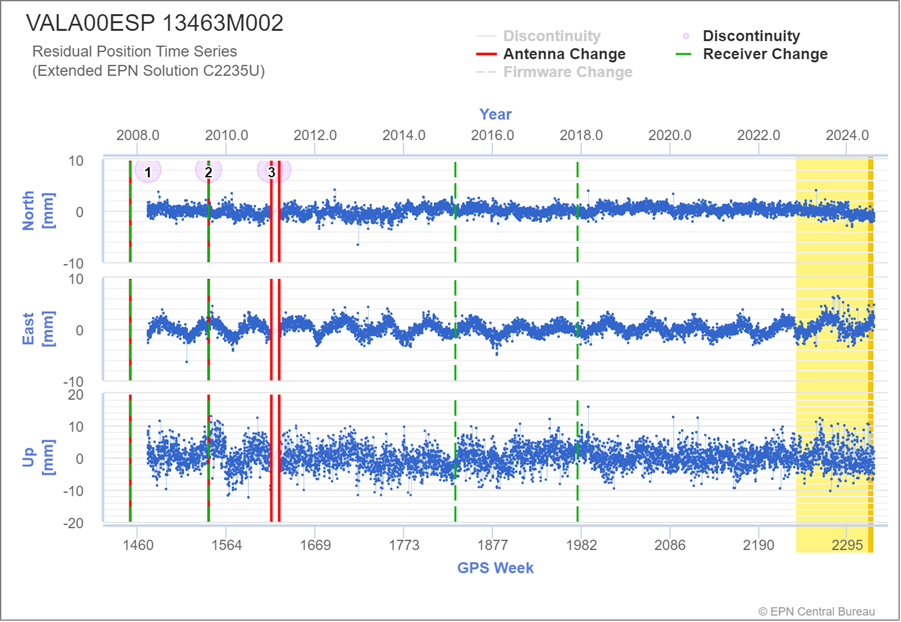 VALA00ESP 13463M002
Residual Position Time Series
(Extended EPN Solution C2235U)
Discontinuity
Discontinuity
Antenna Change
Receiver Change
Firmware Change
Year
2008.0 2010.0 2012.0 2014.0 2016.0 2018.0 2020.0 2022.0 2024.0
1 2 3
North
[mm]
10
0
-10
East
[mm]
10
0
-10
Up
[mm]
20
10
0
-10
-20
1460 1564 1669 1773 1877 1982 2086 2190 2295
GPS Week
© EPN Central Bureau